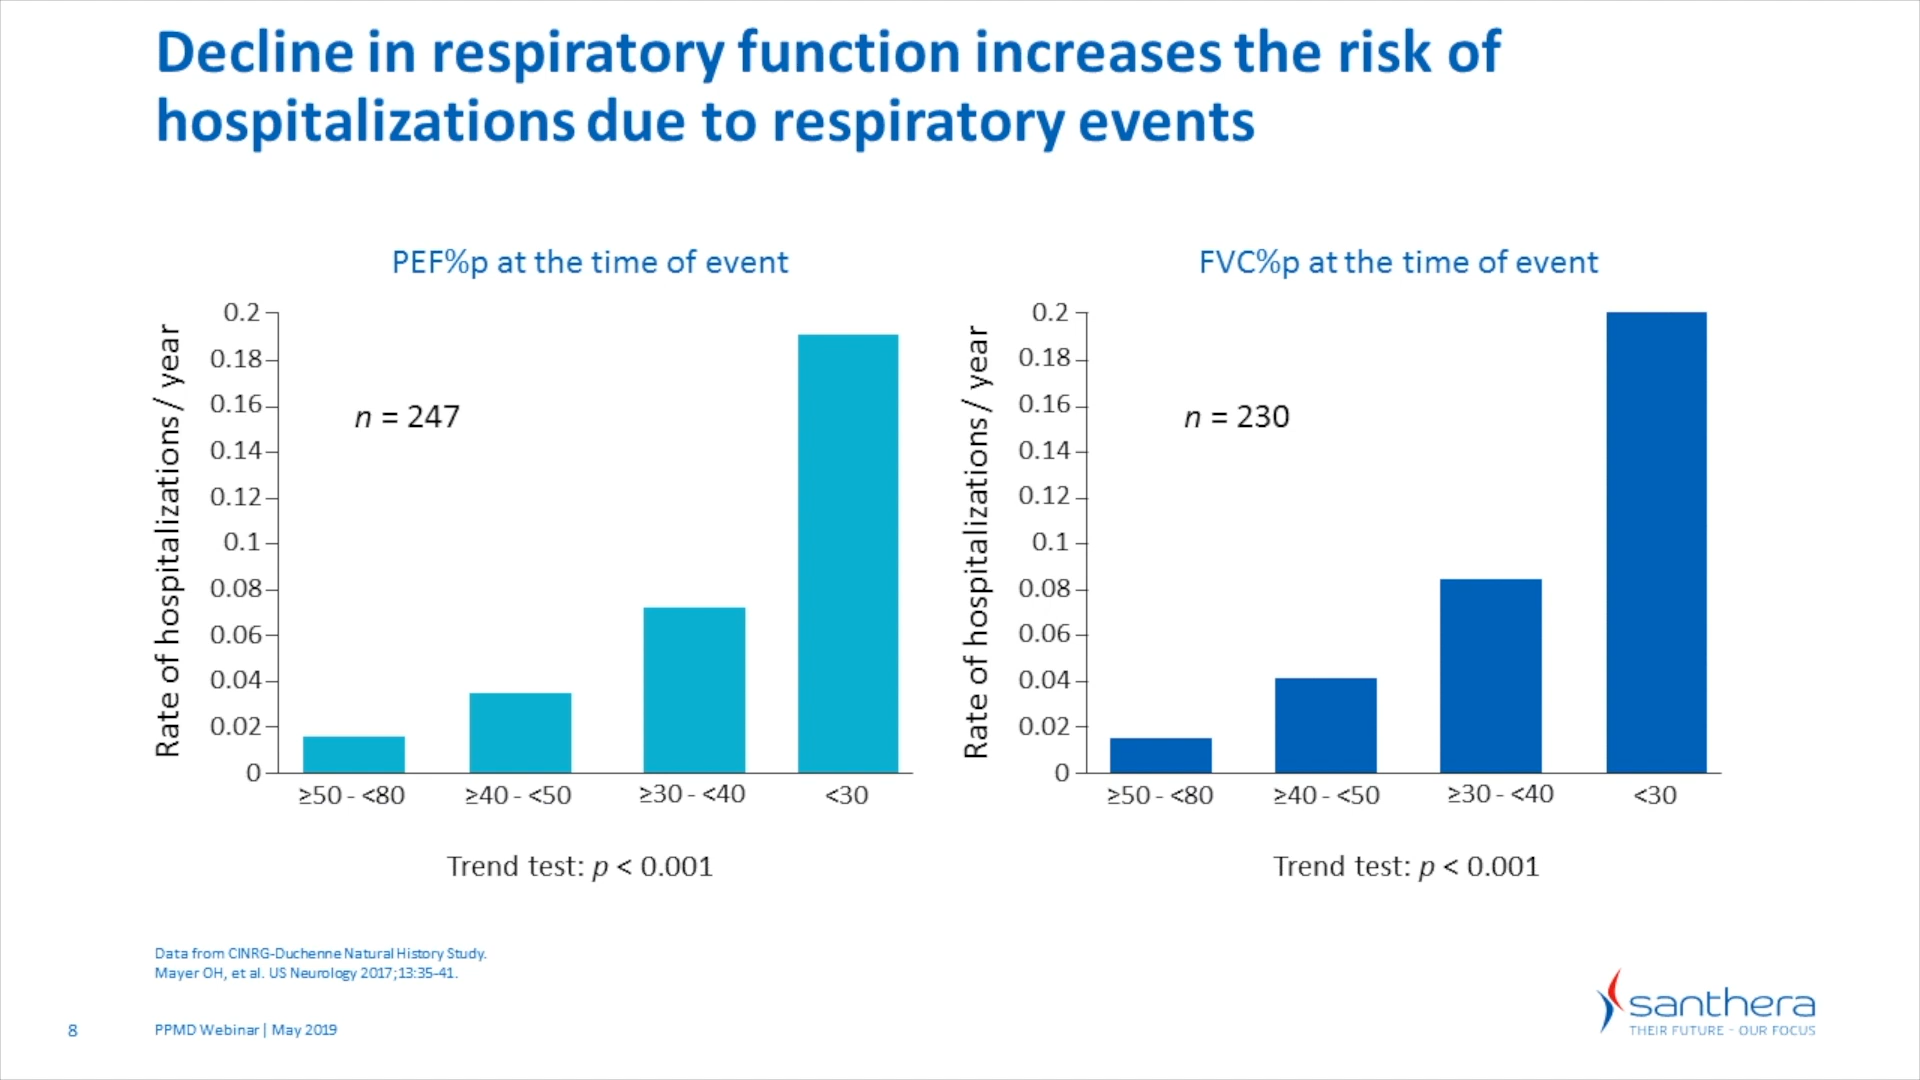 Decline in respiratory function increases the risk of
hospitalizations due to respiratory events
PEF%p at the time of event
Rate of hospitalizations / year
0.2
0.18
0.16
0.14
0.12
0.1
0.08
0.06
0.04
0.02
0
n = 247
≥50 - <80
≥40 - <50
≥30 - <40
<30
Trend test: p < 0.001
FVC%p at the time of event
Rate of hospitalizations / year
0.2
0.18
0.16
0.14
0.12
0.1
0.08
0.06
0.04
0.02
0
n = 230
≥50 - <80
≥40 - <50
≥30 - <40
<30
Trend test: p < 0.001
Data from CINRG-Duchenne Natural History Study.
Mayer OH, et al. US Neurology 2017;13:35-41.
8
PPMD Webinar | May 2019
santhera
THEIR FUTURE - OUR FOCUS